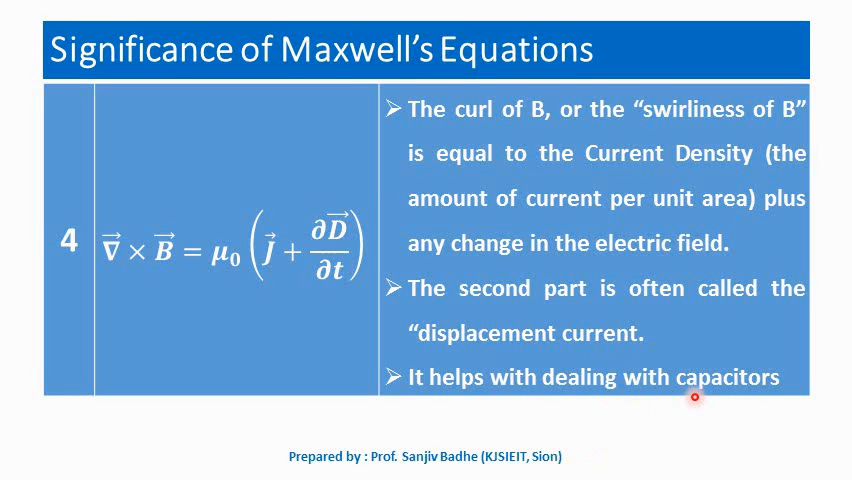 Significance of Maxwell's Equations
4
$\vec{\nabla} \times \vec{B} = \mu_0 \left( \vec{J} + \frac{\partial \vec{D}}{\partial t} \right)$
➢ The curl of B, or the “swirliness of B”
is equal to the Current Density (the
amount of current per unit area) plus
any change in the electric field.
➢ The second part is often called the
“displacement current.
➢ It helps with dealing with capacitors
Prepared by : Prof. Sanjiv Badhe (KJSIEIT, Sion)